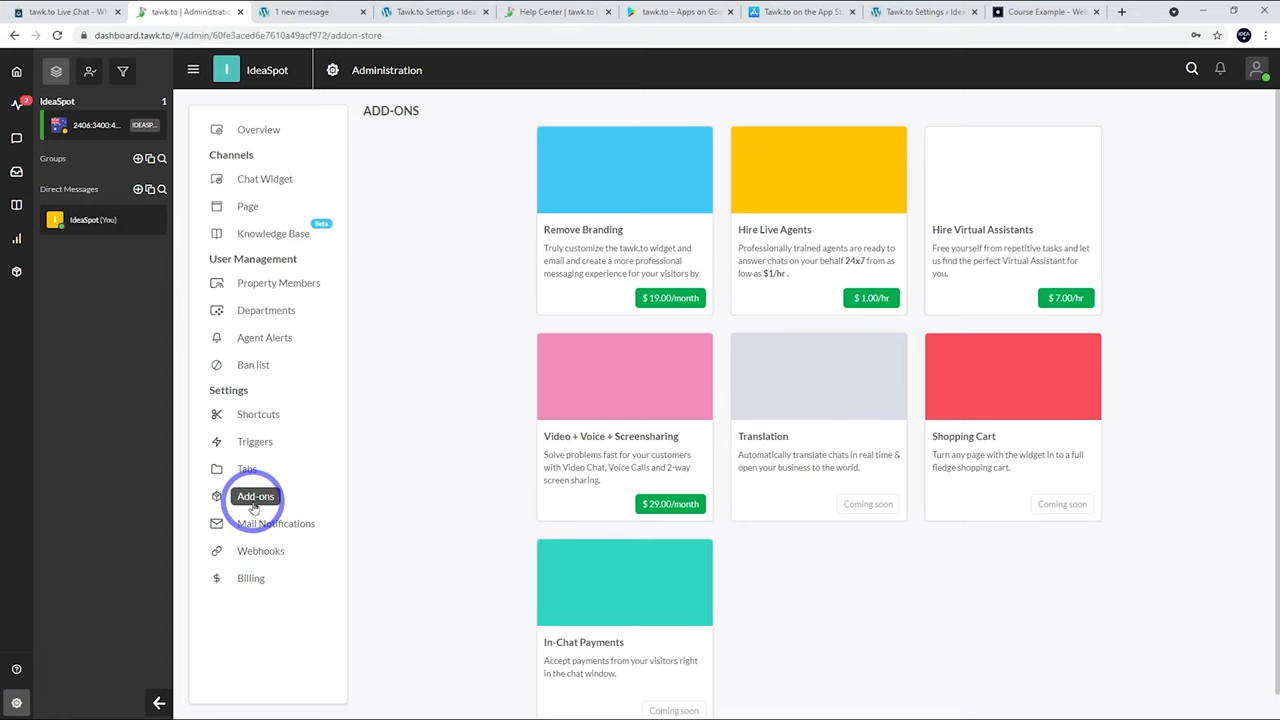 tawk.to Live Chat - Wh
tawk.to | Administratio
1 new message
Tawk.to Settings ‹ Idea
Help Center | tawk.to L
tawk.to – Apps on Goo
Tawk.to on the App St
Tawk.to Settings ‹ Idea
Course Example - Web
dashboard.tawk.to/#/admin/60fe3aced6e7610a49acf972/addon-store
IDEA
I
IdeaSpot
Administration
2
IdeaSpot
1
2406:3400:4...
IDEASP...
Groups
Direct Messages
I
IdeaSpot (You)
Overview
Channels
Chat Widget
Page
Knowledge Base
Beta
User Management
Property Members
Departments
Agent Alerts
Ban list
Settings
Shortcuts
Triggers
Tabs
Add-ons
Mail Notifications
Webhooks
Billing
ADD-ONS
Remove Branding
Truly customize the tawk.to widget and
email and create a more professional
messaging experience for your visitors by
$ 19.00/month
Hire Live Agents
Professionally trained agents are ready to
answer chats on your behalf 24x7 from as
low as $1/hr .
$ 1.00/hr
Hire Virtual Assistants
Free yourself from repetitive tasks and let
us find the perfect Virtual Assistant for
you.
$ 7.00/hr
Video + Voice + Screensharing
Solve problems fast for your customers
with Video Chat, Voice Calls and 2-way
screen sharing.
$ 29.00/month
Translation
Automatically translate chats in real time &
open your business to the world.
Coming soon
Shopping Cart
Turn any page with the widget in to a full
fledge shopping cart.
Coming soon
In-Chat Payments
Accept payments from your visitors right
in the chat window.
Coming soon